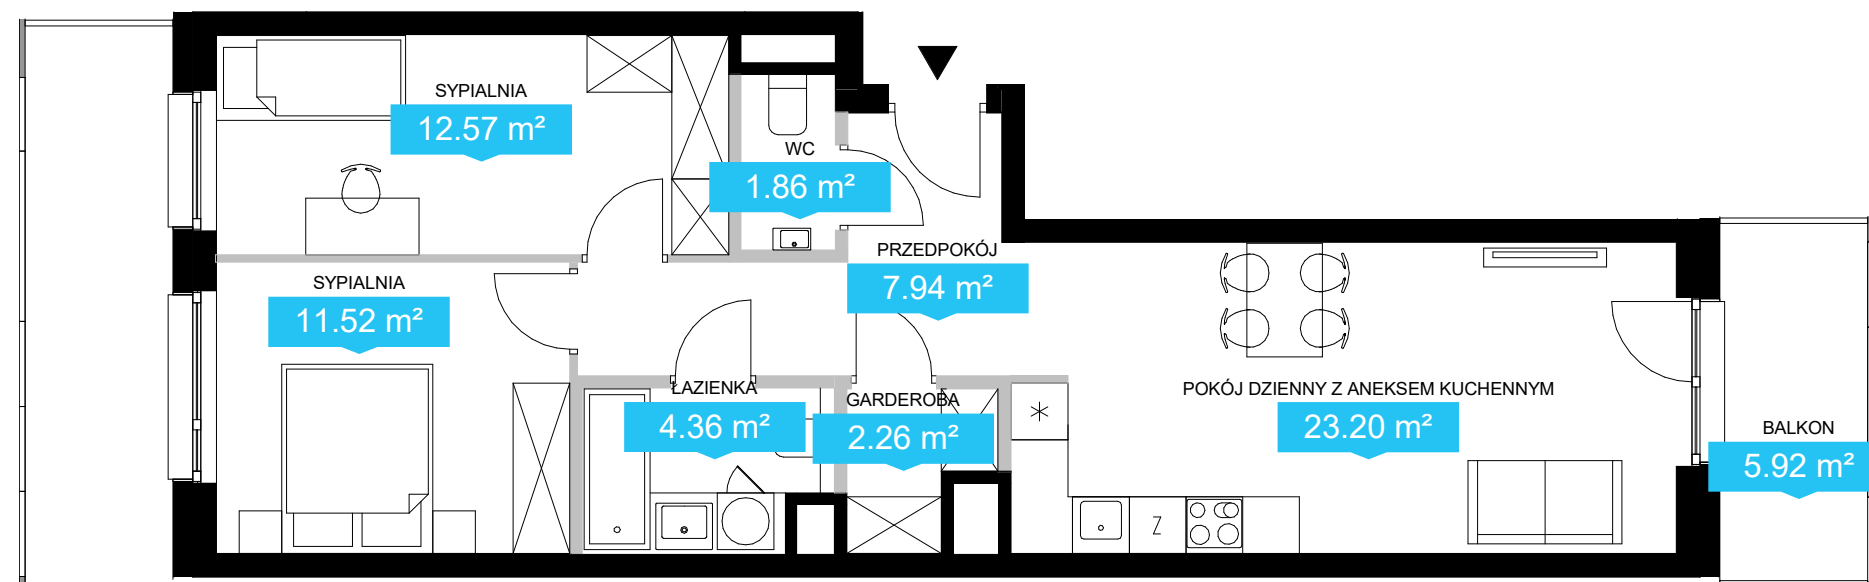 SYPIALNIA
12.57 m²
WC
1.86 m²
PRZEDPOKÓJ
7.94 m²
SYPIALNIA
11.52 m²
ŁAZIENKA
4.36 m²
GARDEROBA
2.26 m²
POKÓJ DZIENNY Z ANEKSEM KUCHENNYM
23.20 m²
BALKON
5.92 m²
Z